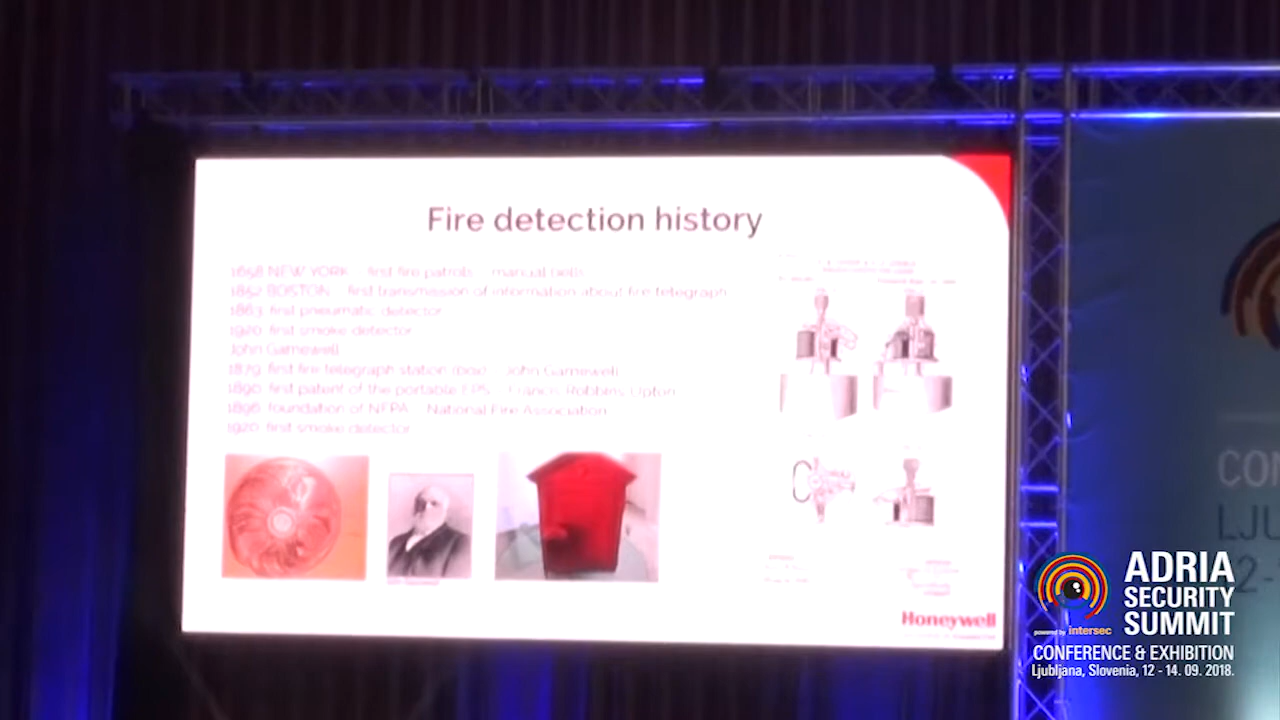 Fire detection history
1658 NEW YORK first fire patrols manual bells
1852 BOSTON first transmission of information about fire telegraph
1863: first pneumatic detector
1920: first smoke detector
John Gamewell:
1879: first fire telegraph station (box) John Gamewell
1890: first patent of the portable EPS Francis Robbins Upton
1896: foundation of NFPA National Fire Association
1920: first smoke detector
Honeywell
CON
LJU
ADRIA
SECURITY
SUMMIT
powered by intersec
CONFERENCE & EXHIBITION
Ljubljana, Slovenia, 12 - 14. 09. 2018.